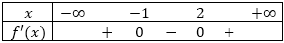 x −∞ −1 2 +∞
f'(x) + 0 − 0 +